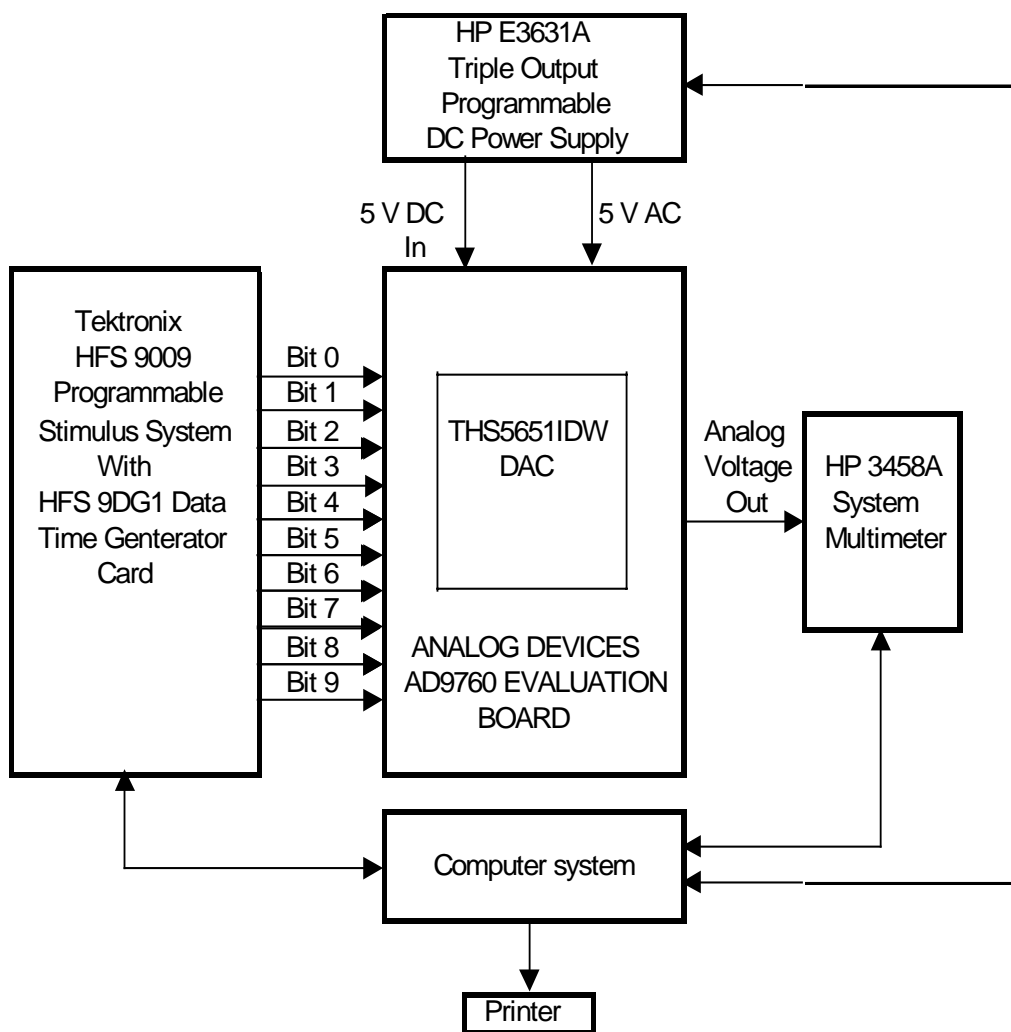 HP E3631A
Triple Output
Programmable
DC Power Supply
5 V DC
In
5 V AC
Tektronix
HFS 9009
Programmable
Stimulus System
With
HFS 9DG1 Data
Time Genterator
Card
Bit 0
Bit 1
Bit 2
Bit 3
Bit 4
Bit 5
Bit 6
Bit 7
Bit 8
Bit 9
THS5651IDW
DAC
ANALOG DEVICES
AD9760 EVALUATION
BOARD
Analog
Voltage
Out
HP 3458A
System
Multimeter
Computer system
Printer